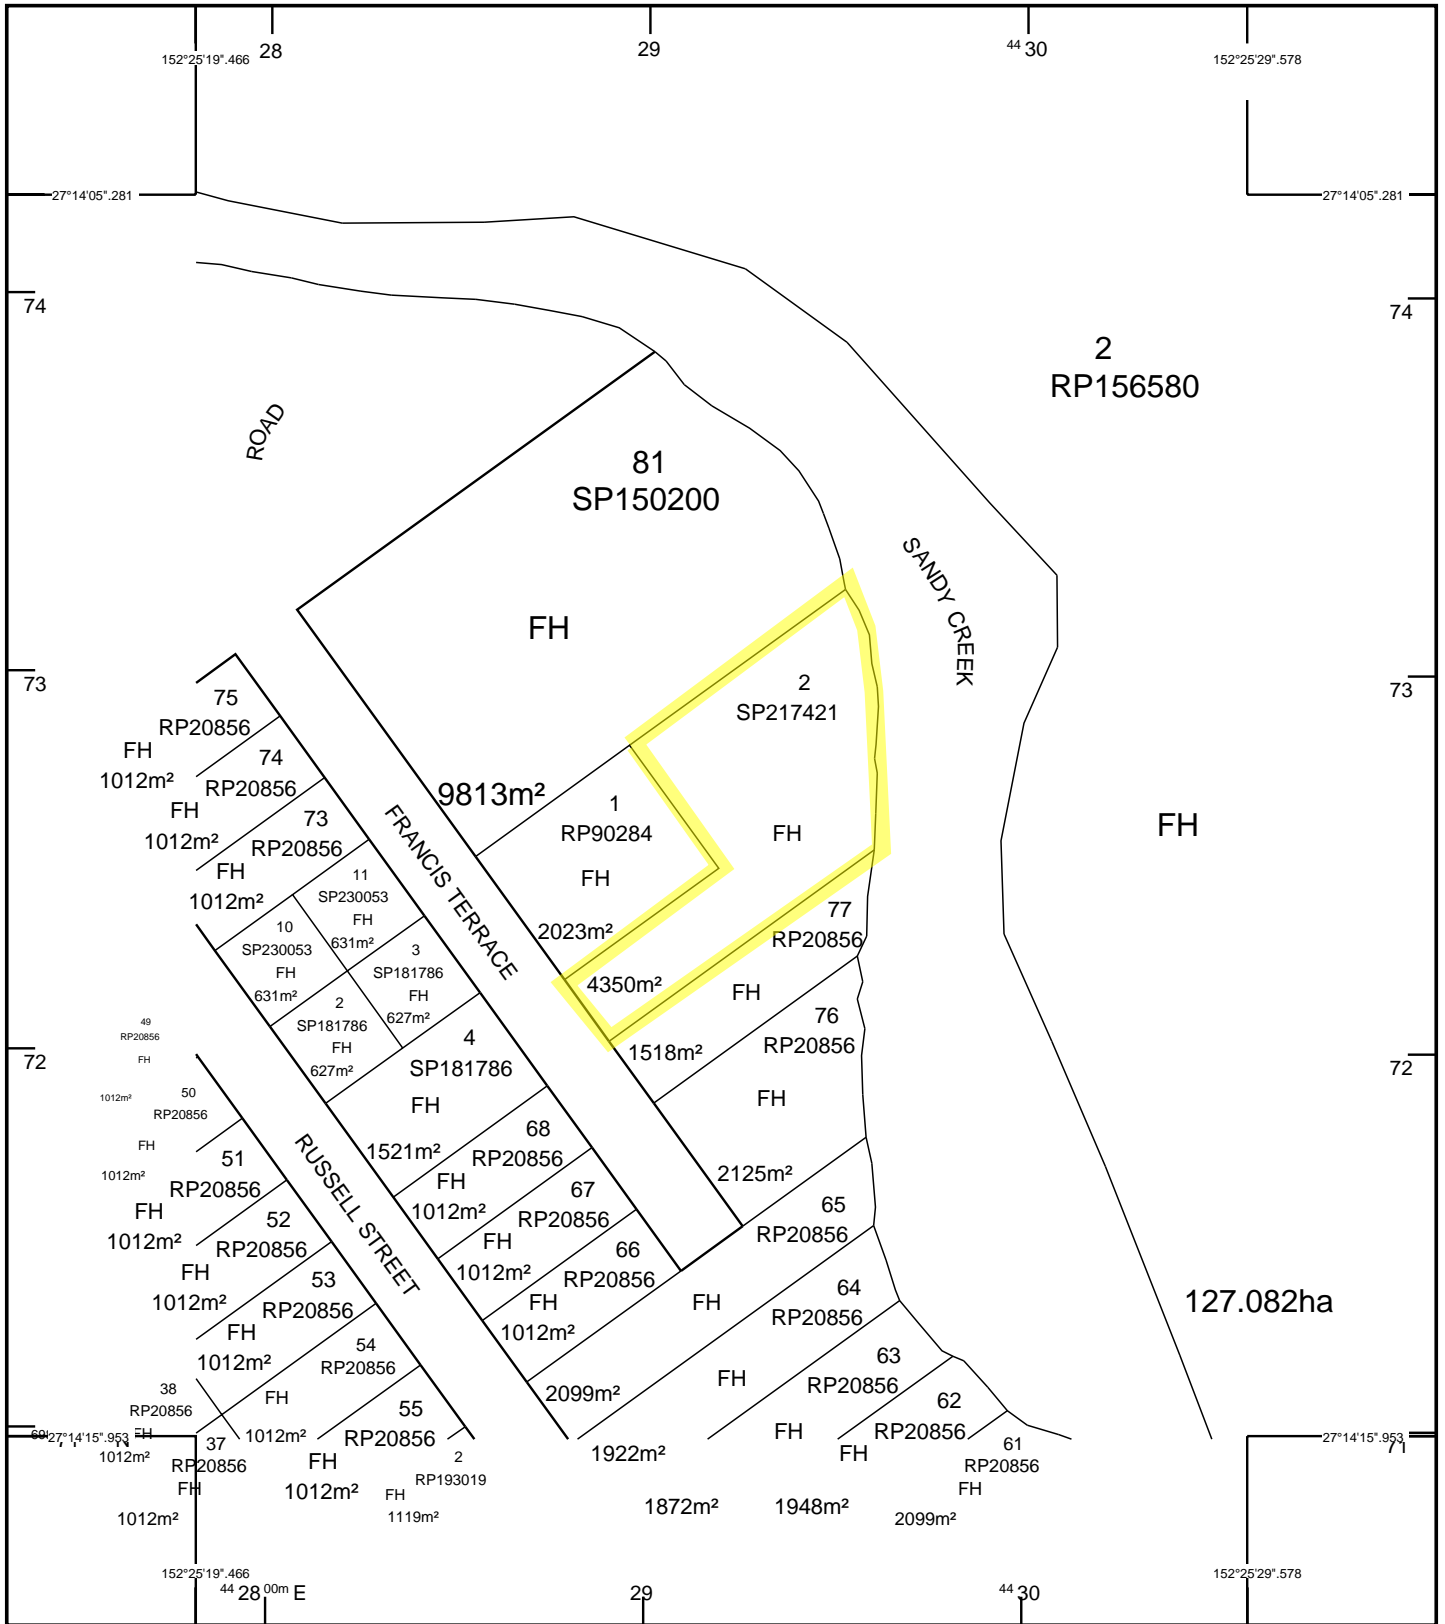 28
29
44 30
152°25'19".466
152°25'29".578
27°14'05".281
27°14'05".281
74
74
2
RP156580
ROAD
81
SP150200
SANDY CREEK
FH
73
73
2
SP217421
75
RP20856
FH
1012m²
74
RP20856
FH
1012m²
9813m²
1
RP90284
FH
2023m²
FH
FH
73
RP20856
FH
1012m²
FRANCIS TERRACE
11
SP230053
FH
631m²
10
SP230053
FH
631m²
77
RP20856
FH
1518m²
3
SP181786
FH
627m²
4350m²
2
SP181786
FH
627m²
76
RP20856
FH
2125m²
49
RP20856
FH
1012m²
4
SP181786
FH
1521m²
72
72
50
RP20856
FH
1012m²
68
RP20856
FH
1012m²
51
RP20856
FH
1012m²
RUSSELL STREET
67
RP20856
FH
1012m²
65
RP20856
FH
2099m²
52
RP20856
FH
1012m²
66
RP20856
FH
1012m²
53
RP20856
FH
1012m²
64
RP20856
FH
1922m²
127.082ha
54
RP20856
FH
1012m²
63
RP20856
FH
1872m²
38
RP20856
FH
1012m²
55
RP20856
FH
1012m²
62
RP20856
FH
1948m²
27°14'15".953
27°14'15".953
71
37
RP20856
FH
1012m²
2
RP193019
FH
1119m²
61
RP20856
FH
2099m²
152°25'19".466
152°25'29".578
44 28 00m E
29
44 30